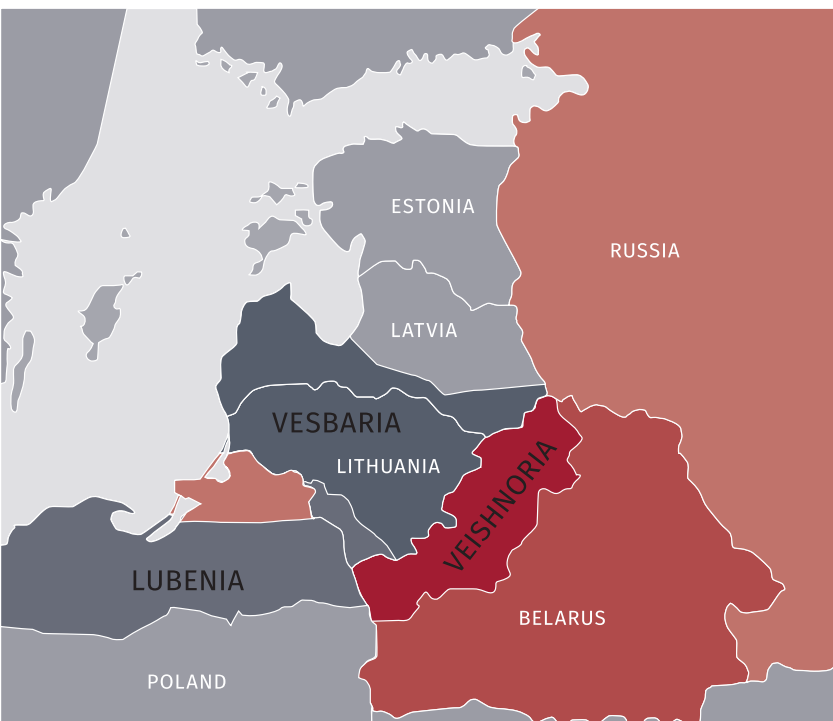 ESTONIA
RUSSIA
LATVIA
VESBARIA
LITHUANIA
VEISHNORIA
LUBENIA
BELARUS
POLAND